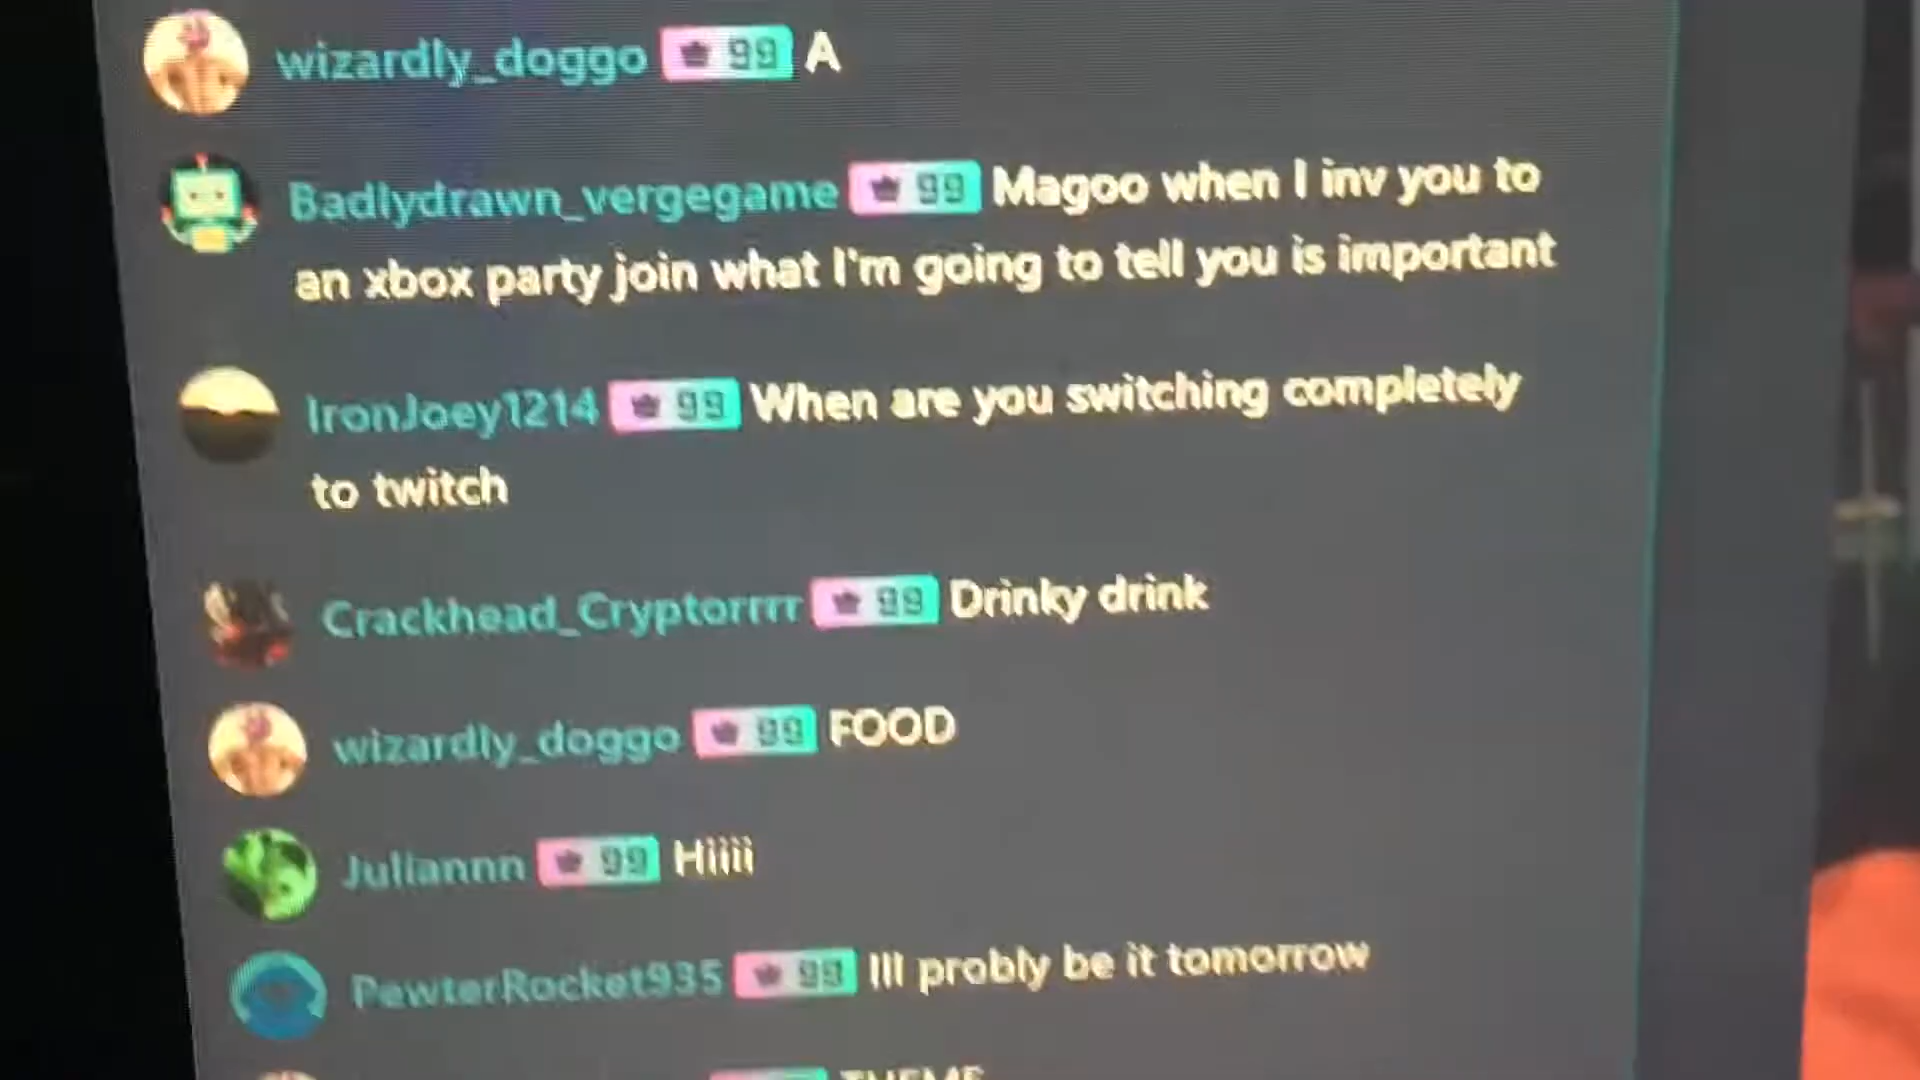 wizardly_doggo 99 A
Badlydrawn_vergegame 99 Magoo when I inv you to
an xbox party join what I'm going to tell you is important
IronJoey1214 99 When are you switching completely
to twitch
Crackhead_Cryptorrrr 99 Drinky drink
wizardly_doggo 99 FOOD
Juliannn 99 Hiiii
PewterRocket935 99 Ill probly be it tomorrow